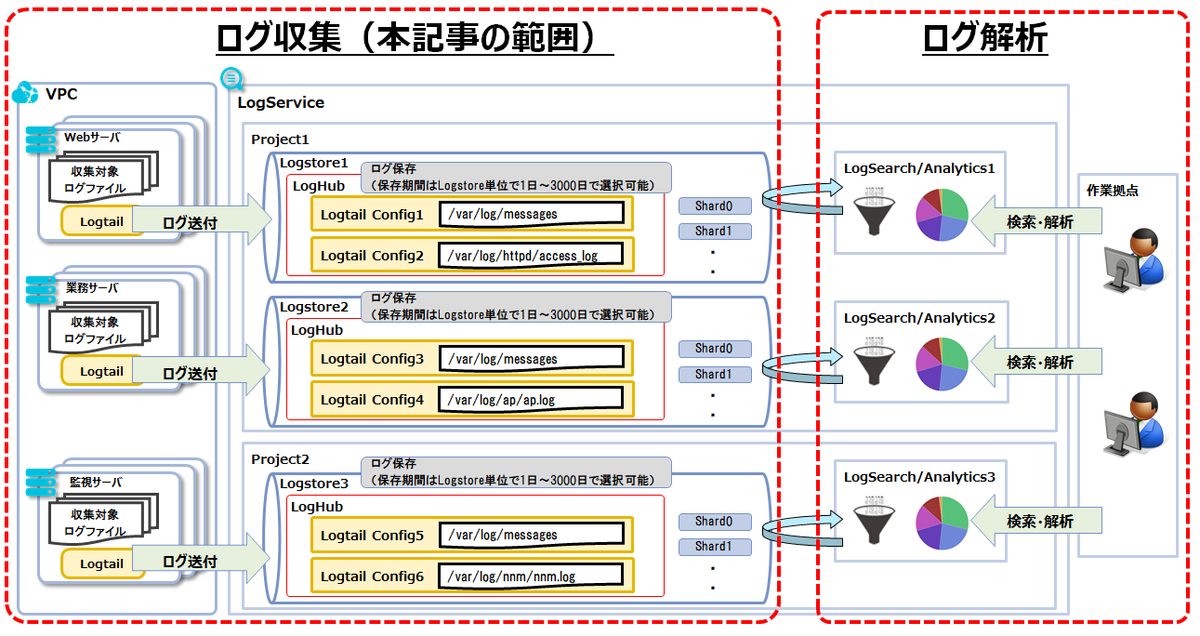 ログ収集（本記事の範囲）
ログ解析
VPC
LogService
Webサーバ
収集対象
ログファイル
Logtail
ログ送付
Project1
Logstore1
ログ保存
（保存期間はLogstore単位で1日～3000日で選択可能）
LogHub
Logtail Config1
/var/log/messages
Logtail Config2
/var/log/httpd/access_log
Shard0
Shard1
・
・
LogSearch/Analytics1
検索・解析
作業拠点
業務サーバ
収集対象
ログファイル
Logtail
ログ送付
Logstore2
ログ保存
（保存期間はLogstore単位で1日～3000日で選択可能）
LogHub
Logtail Config3
/var/log/messages
Logtail Config4
/var/log/ap/ap.log
Shard0
Shard1
・
・
LogSearch/Analytics2
検索・解析
監視サーバ
収集対象
ログファイル
Logtail
ログ送付
Project2
Logstore3
ログ保存
（保存期間はLogstore単位で1日～3000日で選択可能）
LogHub
Logtail Config5
/var/log/messages
Logtail Config6
/var/log/nnm/nnm.log
Shard0
Shard1
・
・
LogSearch/Analytics3
検索・解析